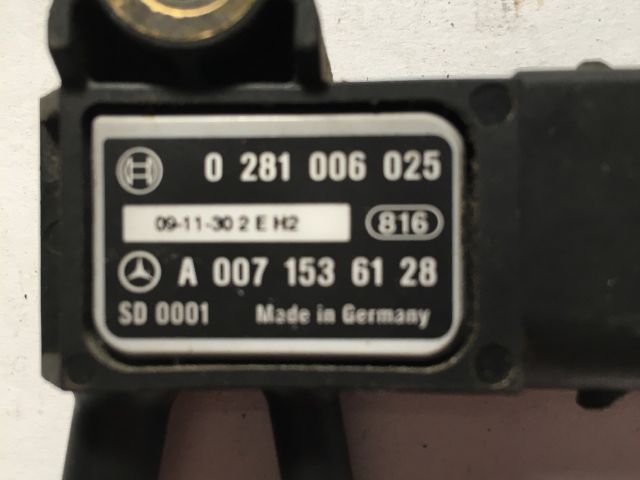 0 281 006 025
09-11-30 2 E H2 816
A 007 153 61 28
SD 0001 Made in Germany